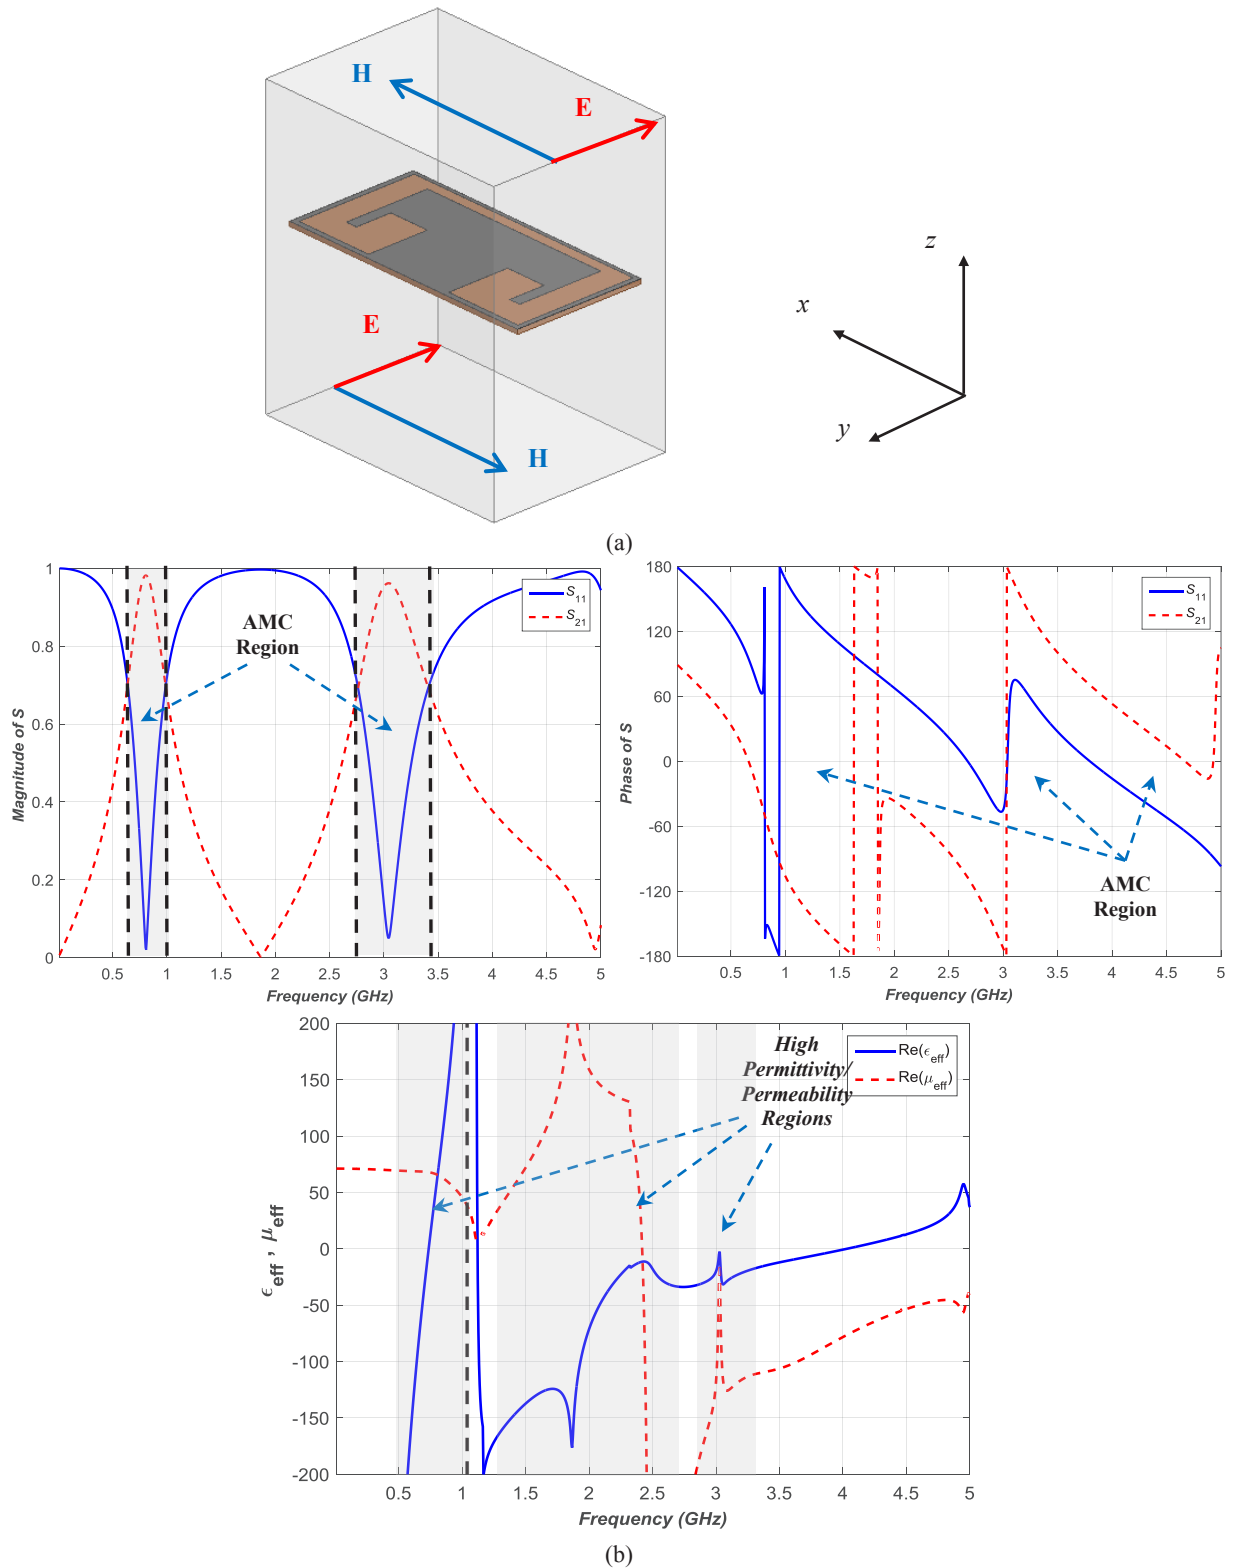 H
E
E
H
z
x
y
(a)
1
0.8
0.6
0.4
0.2
0
0.5
1
1.5
2
2.5
3
3.5
4
4.5
5
Magnitude of S
Frequency (GHz)
AMC
Region
S11
S21
180
120
60
0
-60
-120
-180
0.5
1
1.5
2
2.5
3
3.5
4
4.5
5
Phase of S
Frequency (GHz)
S11
S21
AMC
Region
200
150
100
50
0
-50
-100
-150
-200
0.5
1
1.5
2
2.5
3
3.5
4
4.5
5
ϵeff , μeff
Frequency (GHz)
High
Permittivity/
Permeability
Regions
Re(ϵeff)
Re(μeff)
(b)